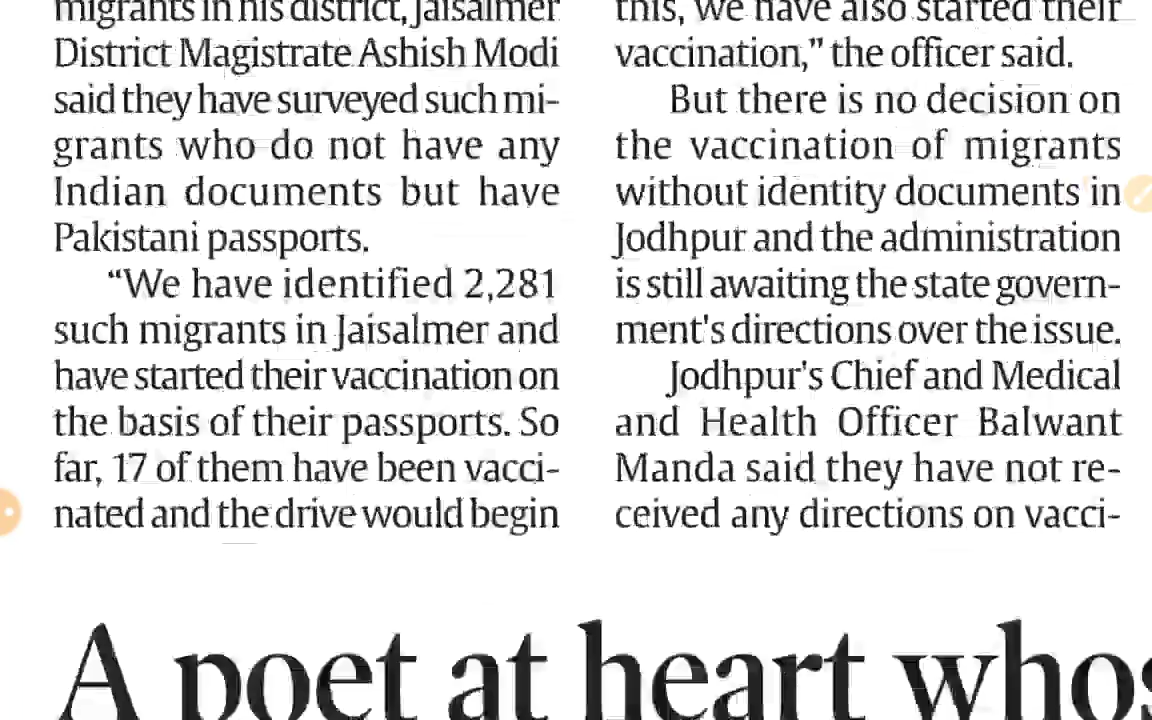 migrants in his district, Jaisalmer
District Magistrate Ashish Modi
said they have surveyed such mi-
grants who do not have any
Indian documents but have
Pakistani passports.
“We have identified 2,281
such migrants in Jaisalmer and
have started their vaccination on
the basis of their passports. So
far, 17 of them have been vacci-
nated and the drive would begin
this, we have also started their
vaccination,” the officer said.
But there is no decision on
the vaccination of migrants
without identity documents in
Jodhpur and the administration
is still awaiting the state govern-
ment's directions over the issue.
Jodhpur's Chief and Medical
and Health Officer Balwant
Manda said they have not re-
ceived any directions on vacci-
A poet at heart whos